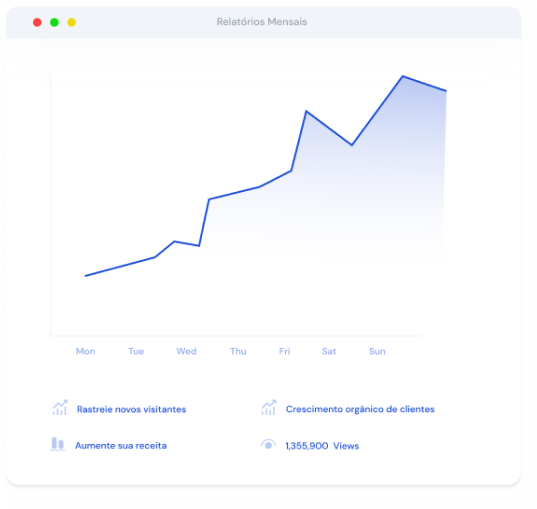 Relatórios Mensais
Mon Tue Wed Thu Fri Sat Sun
Rastreie novos visitantes
Crescimento orgânico de clientes
Aumente sua receita
1,355,900 Views